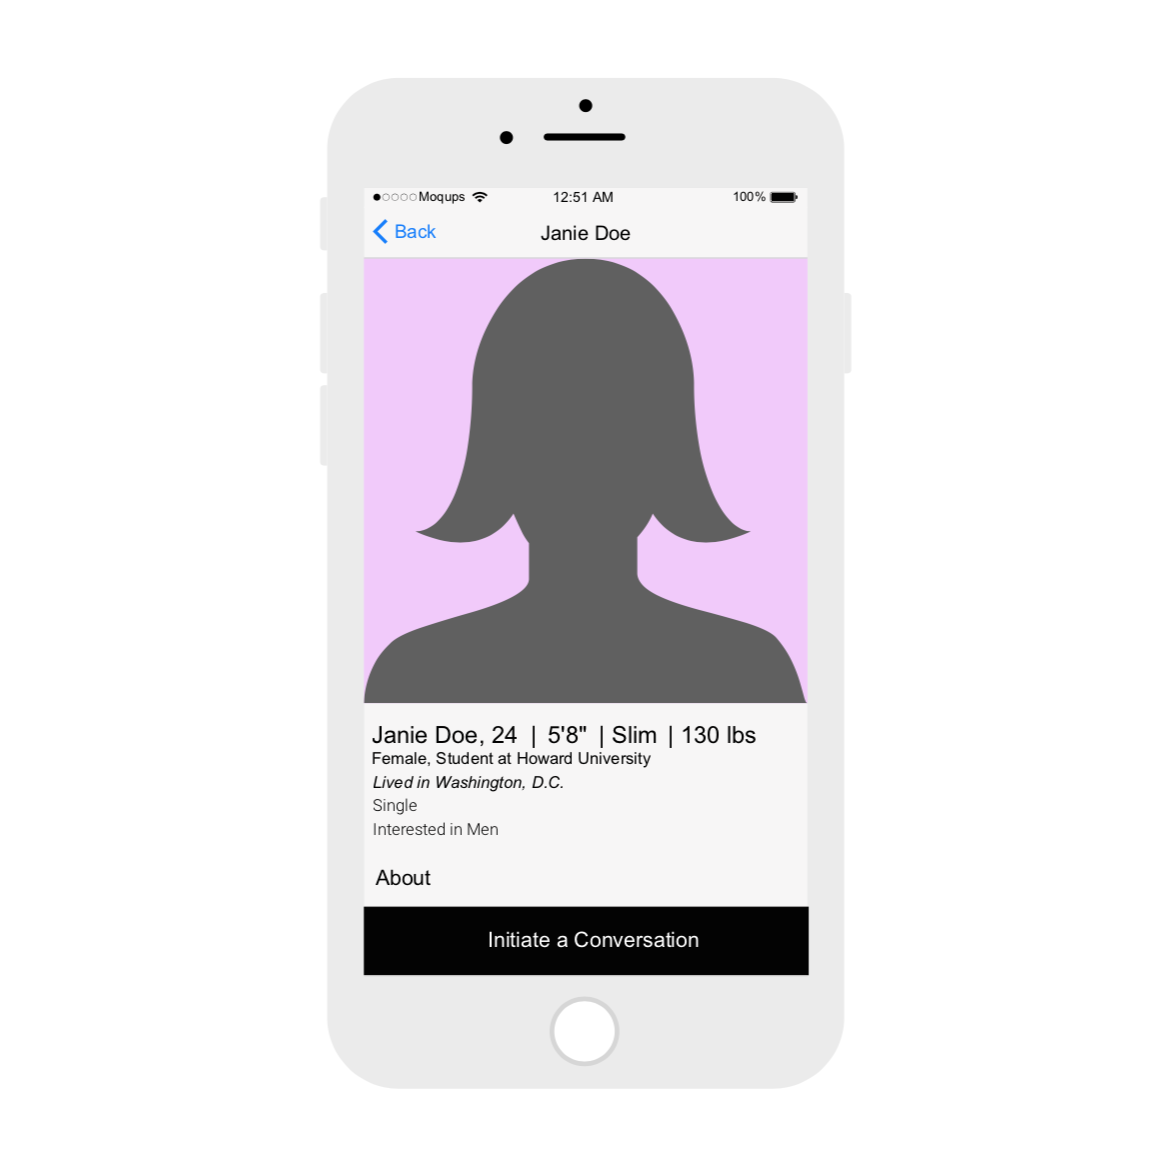 Moqups 12:51 AM 100%
Back Janie Doe
Janie Doe, 24 | 5'8" | Slim | 130 lbs
Female, Student at Howard University
Lived in Washington, D.C.
Single
Interested in Men
About
Initiate a Conversation